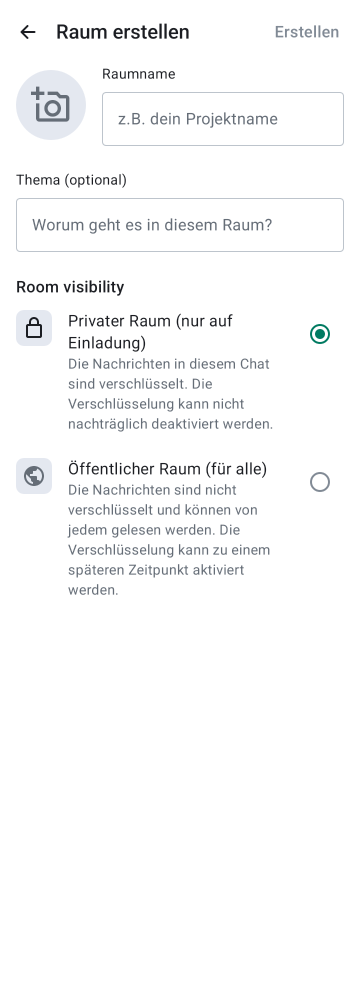 Raum erstellen
Erstellen
Raumname
z.B. dein Projektname
Thema (optional)
Worum geht es in diesem Raum?
Room visibility
Privater Raum (nur auf
Einladung)
Die Nachrichten in diesem Chat
sind verschlüsselt. Die
Verschlüsselung kann nicht
nachträglich deaktiviert werden.
Öffentlicher Raum (für alle)
Die Nachrichten sind nicht
verschlüsselt und können von
jedem gelesen werden. Die
Verschlüsselung kann zu einem
späteren Zeitpunkt aktiviert
werden.